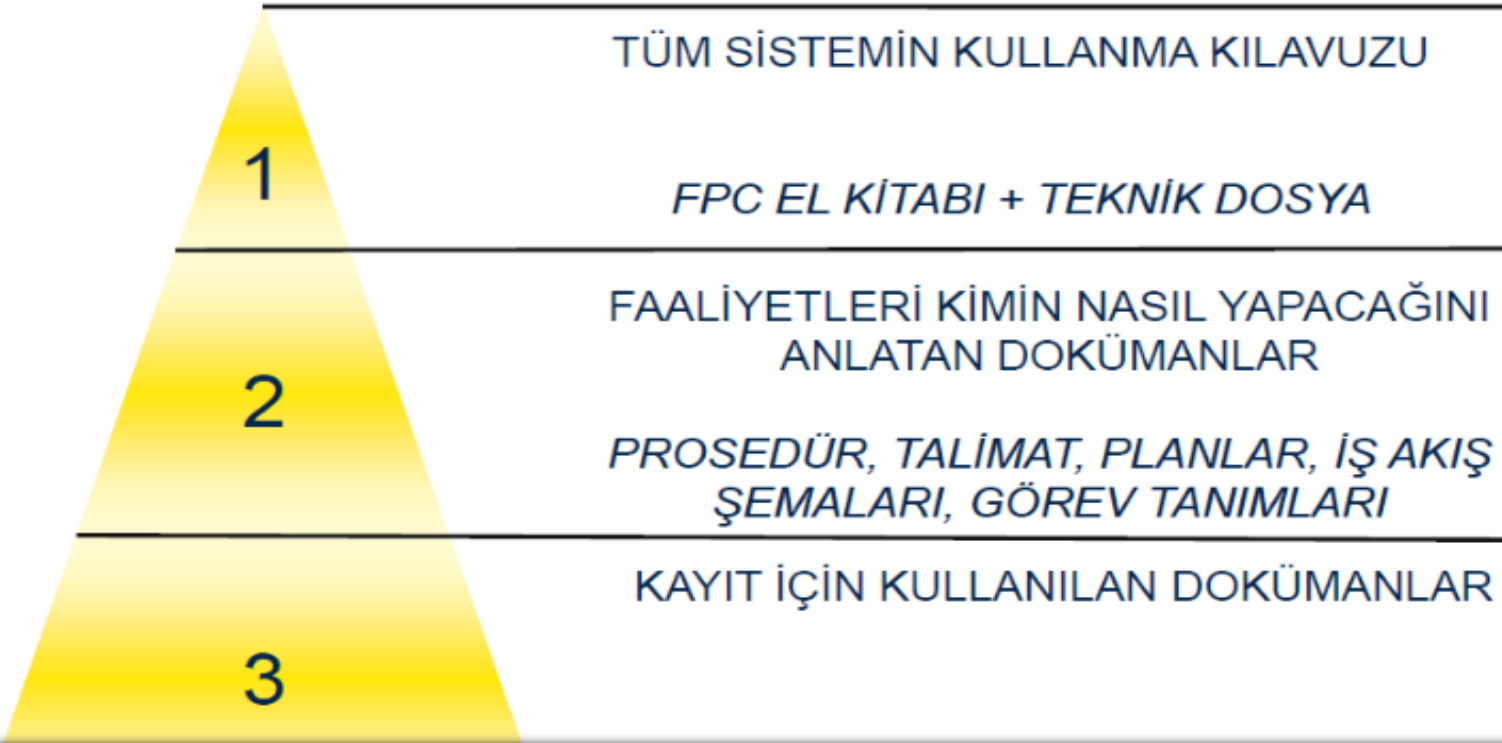 TÜM SİSTEMİN KULLANMA KILAVUZU
1
FPC EL KİTABI + TEKNİK DOSYA
FAALİYETLERİ KİMİN NASIL YAPACAĞINI
ANLATAN DOKÜMANLAR
2
PROSEDÜR, TALİMAT, PLANLAR, İŞ AKIŞ
ŞEMALARI, GÖREV TANIMLARI
KAYIT İÇİN KULLANILAN DOKÜMANLAR
3